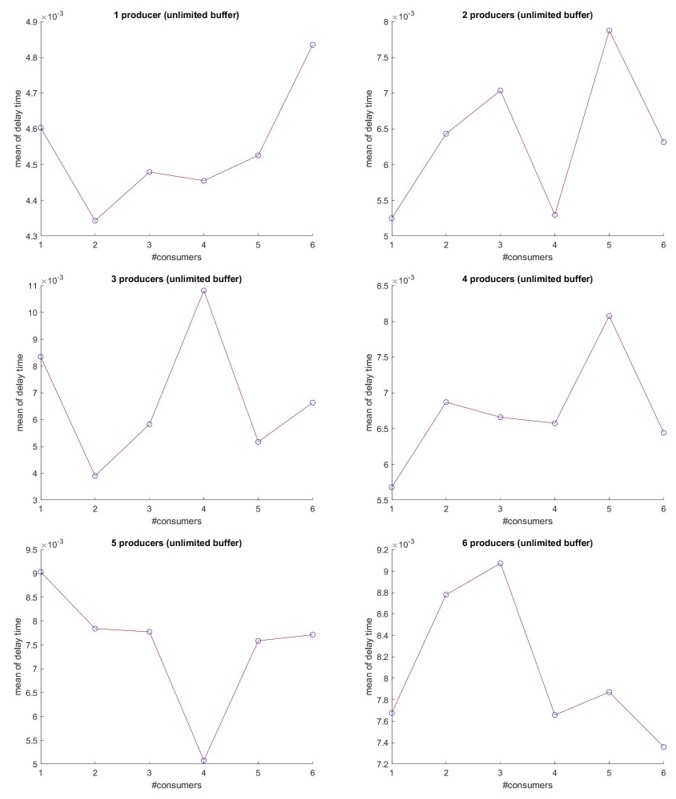 1 producer (unlimited buffer)
×10⁻³
4.9
4.8
4.7
4.6
4.5
4.4
4.3
mean of delay time
1 2 3 4 5 6
#consumers
2 producers (unlimited buffer)
×10⁻³
8
7.5
7
6.5
6
5.5
5
mean of delay time
1 2 3 4 5 6
#consumers
3 producers (unlimited buffer)
×10⁻³
11
10
9
8
7
6
5
4
3
mean of delay time
1 2 3 4 5 6
#consumers
4 producers (unlimited buffer)
×10⁻³
8.5
8
7.5
7
6.5
6
5.5
mean of delay time
1 2 3 4 5 6
#consumers
5 producers (unlimited buffer)
×10⁻³
9.5
9
8.5
8
7.5
7
6.5
6
5.5
5
mean of delay time
1 2 3 4 5 6
#consumers
6 producers (unlimited buffer)
×10⁻³
9.2
9
8.8
8.6
8.4
8.2
8
7.8
7.6
7.4
7.2
mean of delay time
1 2 3 4 5 6
#consumers